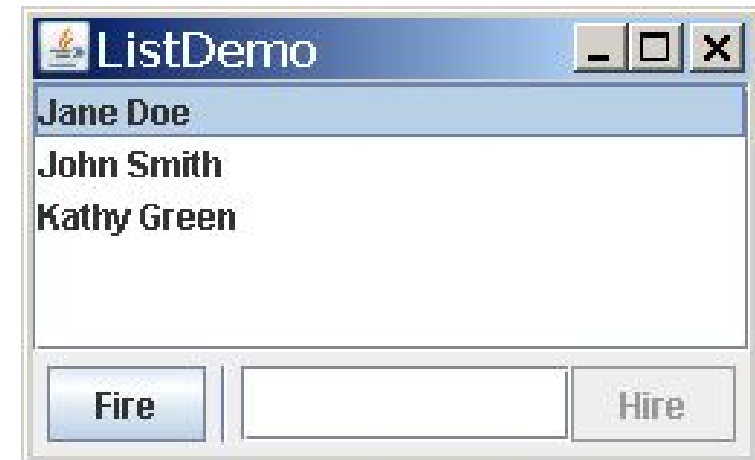 ListDemo
Jane Doe
John Smith
Kathy Green
Fire Hire